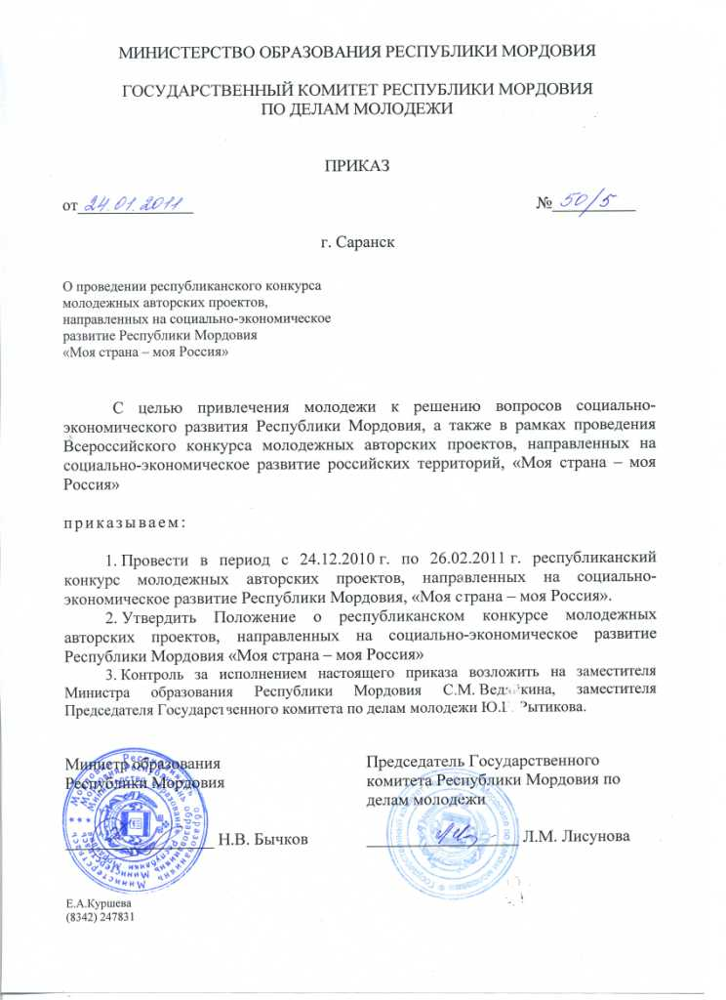 МИНИСТЕРСТВО ОБРАЗОВАНИЯ РЕСПУБЛИКИ МОРДОВИЯ
ГОСУДАРСТВЕННЫЙ КОМИТЕТ РЕСПУБЛИКИ МОРДОВИЯ
ПО ДЕЛАМ МОЛОДЕЖИ
ПРИКАЗ
от 24.01.2011 № 50/5
г. Саранск
О проведении республиканского конкурса
молодежных авторских проектов,
направленных на социально-экономическое
развитие Республики Мордовия
«Моя страна – моя Россия»
С целью привлечения молодежи к решению вопросов социально-
экономического развития Республики Мордовия, а также в рамках проведения
Всероссийского конкурса молодежных авторских проектов, направленных на
социально-экономическое развитие российских территорий, «Моя страна – моя
Россия»
приказываем:
1. Провести в период с 24.12.2010 г. по 26.02.2011 г. республиканский
конкурс молодежных авторских проектов, направленных на социально-
экономическое развитие Республики Мордовия, «Моя страна – моя Россия».
2. Утвердить Положение о республиканском конкурсе молодежных
авторских проектов, направленных на социально-экономическое развитие
Республики Мордовия «Моя страна – моя Россия»
3. Контроль за исполнением настоящего приказа возложить на заместителя
Министра образования Республики Мордовия С.М. заместителя
Председателя Государственного комитета по делам молодежи
Министр образования
Республики Мордовия
Н.В. Бычков
Председатель Государственного
комитета Республики Мордовия по
делам молодежи
Л.М. Лисунова
Е.А.Куршева
(8342) 247831